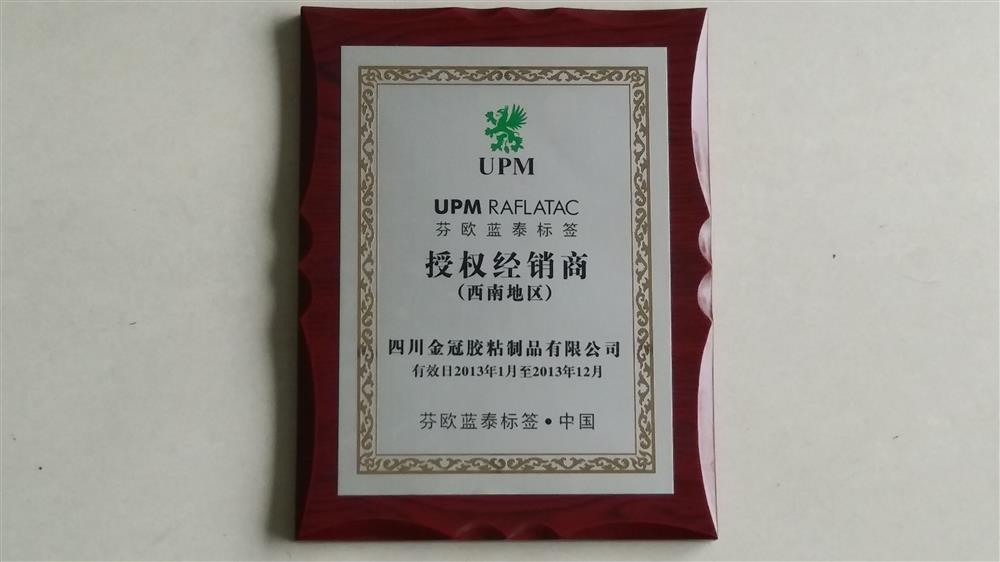 UPM
UPM RAFLATAC
芬欧蓝泰标签
授权经销商
(西南地区)
四川金冠胶粘制品有限公司
有效日2013年1月至2013年12月
芬欧蓝泰标签•中国